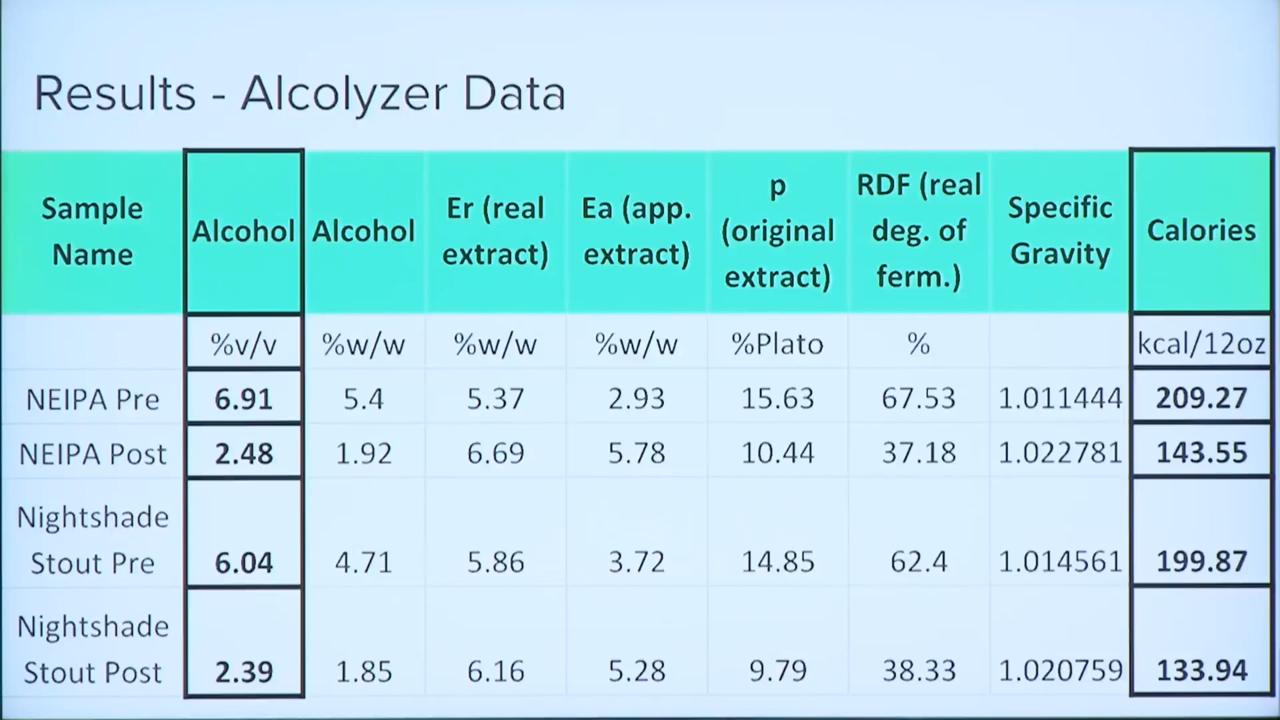 Results - Alcolyzer Data
Sample Name Alcohol Alcohol Er (real extract) Ea (app. extract) p (original extract) RDF (real deg. of ferm.) Specific Gravity Calories
%v/v %w/w %w/w %w/w %Plato % kcal/12oz
NEIPA Pre 6.91 5.4 5.37 2.93 15.63 67.53 1.011444 209.27
NEIPA Post 2.48 1.92 6.69 5.78 10.44 37.18 1.022781 143.55
Nightshade Stout Pre 6.04 4.71 5.86 3.72 14.85 62.4 1.014561 199.87
Nightshade Stout Post 2.39 1.85 6.16 5.28 9.79 38.33 1.020759 133.94